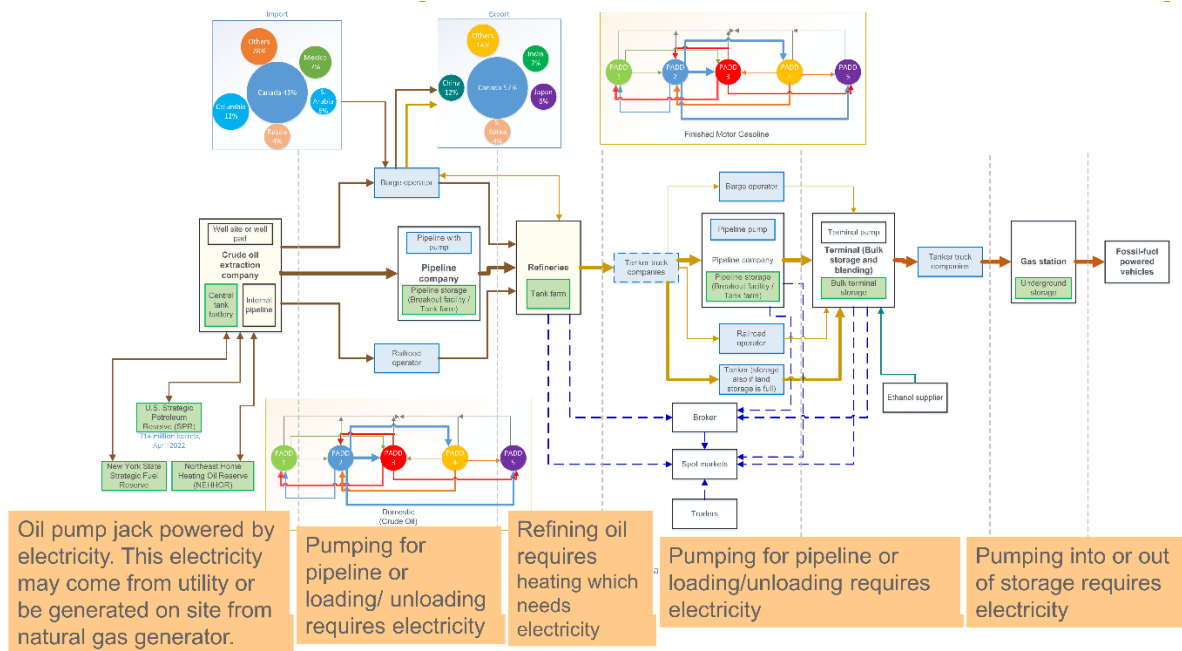 Import
Export
Others
28%
Mexico
7%
Canada 45%
S.
Arabia
6%
Columbia
12%
Russia
4%
Others
14%
India
7%
China
12%
Canada 57%
Japan
6%
Korea
4%
PADD
1
PADD
2
PADD
3
PADD
4
PADD
5
Finished Motor Gasoline
Barge operator
Barge operator
Well site or well
pad
Crude oil
extraction
company
Central
tank
battery
Internal
pipeline
Pipeline with
pump
Pipeline
company
Pipeline storage
(Breakout facility /
Tank farm)
Refineries
Tank farm
Tanker truck
companies
Pipeline pump
Pipeline company
Pipeline storage
(Breakout facility /
Tank farm)
Terminal pump
Terminal (Bulk
storage and
blending)
Bulk terminal
storage
Tanker truck
companies
Gas station
Underground
storage
Fossil-fuel
powered
vehicles
Railroad
operator
Railroad
operator
Tanker (storage
also if land
storage is full)
Ethanol supplier
Broker
Spot markets
Traders
U.S. Strategic
Petroleum
Reserve (SPR)
714 million barrels,
April 2022
New York State
Strategic Fuel
Reserve
Northeast Home
Heating Oil Reserve
(NEHHOR)
PADD
1
PADD
2
PADD
3
PADD
4
PADD
5
Domestic
(Crude Oil)
Oil pump jack powered by
electricity. This electricity
may come from utility or
be generated on site from
natural gas generator.
Pumping for
pipeline or
loading/ unloading
requires electricity
Refining oil
requires
heating which
needs
electricity
Pumping for pipeline or
loading/unloading requires
electricity
Pumping into or out
of storage requires
electricity